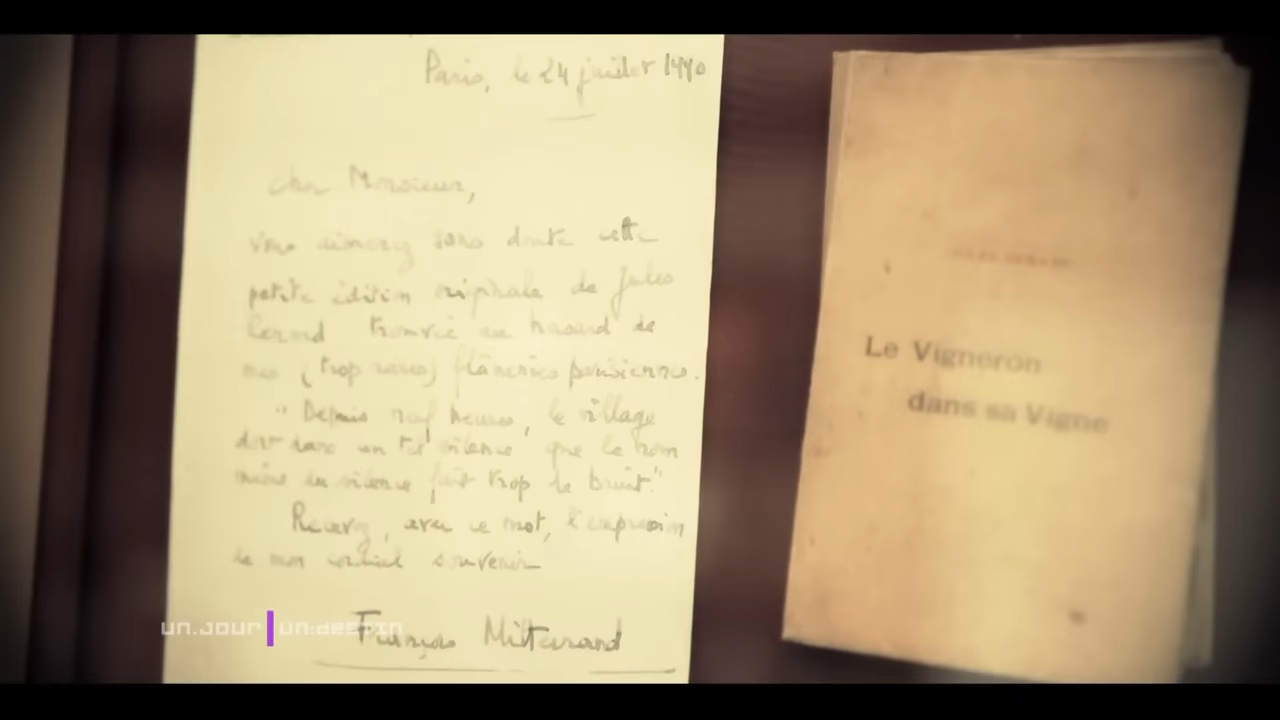 Paris, le 24 juillet 1990
cher Monsieur,
vous aimerez sans doute cette
petite édition originale de Jules
Renard trouvée au hasard de
mes (trop rares) flâneries parisiennes.
"Depuis neuf heures, le village
dort dans un tel silence que le nom
même du silence fait trop de bruit."
Recevez, avec ce mot, l'expression
de mon cordial souvenir
François Mitterrand
Le Vigneron
dans sa Vigne
un.jour|un:destin